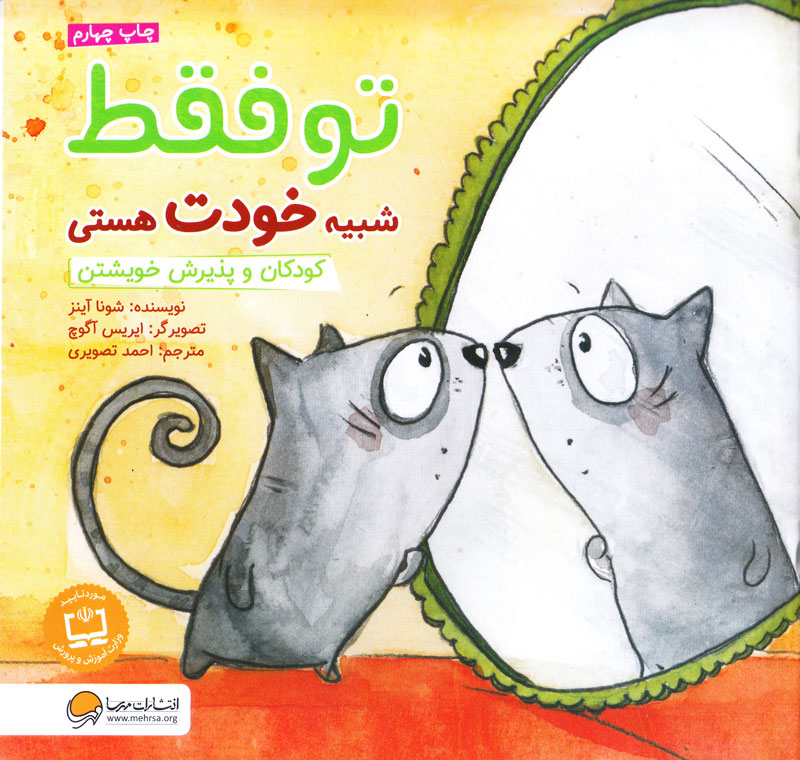 چاپ چهارم
تو فقط
شبیه خودت هستی
کودکان و پذیرش خویشتن
نویسنده: شونا آینز
تصویرگر: ایریس آگوچ
مترجم: احمد تصویری
مورد تایید
وزارت آموزش و پرورش
انتشارات مهرسا
www.mehrsa.org